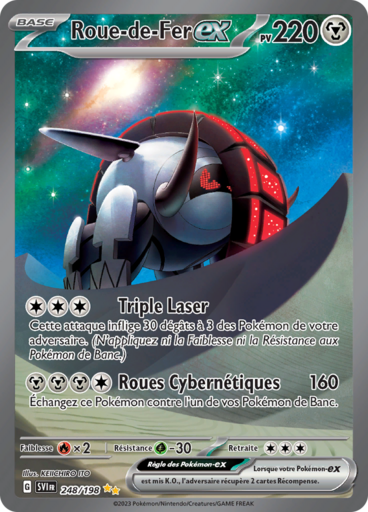 BASE Roue-de-Fer ex PV 220
Triple Laser
Cette attaque inflige 30 dégâts à 3 des Pokémon de votre
adversaire. (N'appliquez ni la Faiblesse ni la Résistance aux
Pokémon de Banc.)
Roues Cybernétiques 160
Échangez ce Pokémon contre l'un de vos Pokémon de Banc.
Faiblesse ×2 Résistance -30 Retraite
Règle des Pokémon-ex Lorsque votre Pokémon-ex
est mis K.O., l'adversaire récupère 2 cartes Récompense.
Illus. KEIICHIRO ITO
G SVI FR 248/198
©2023 Pokémon/Nintendo/Creatures/GAME FREAK